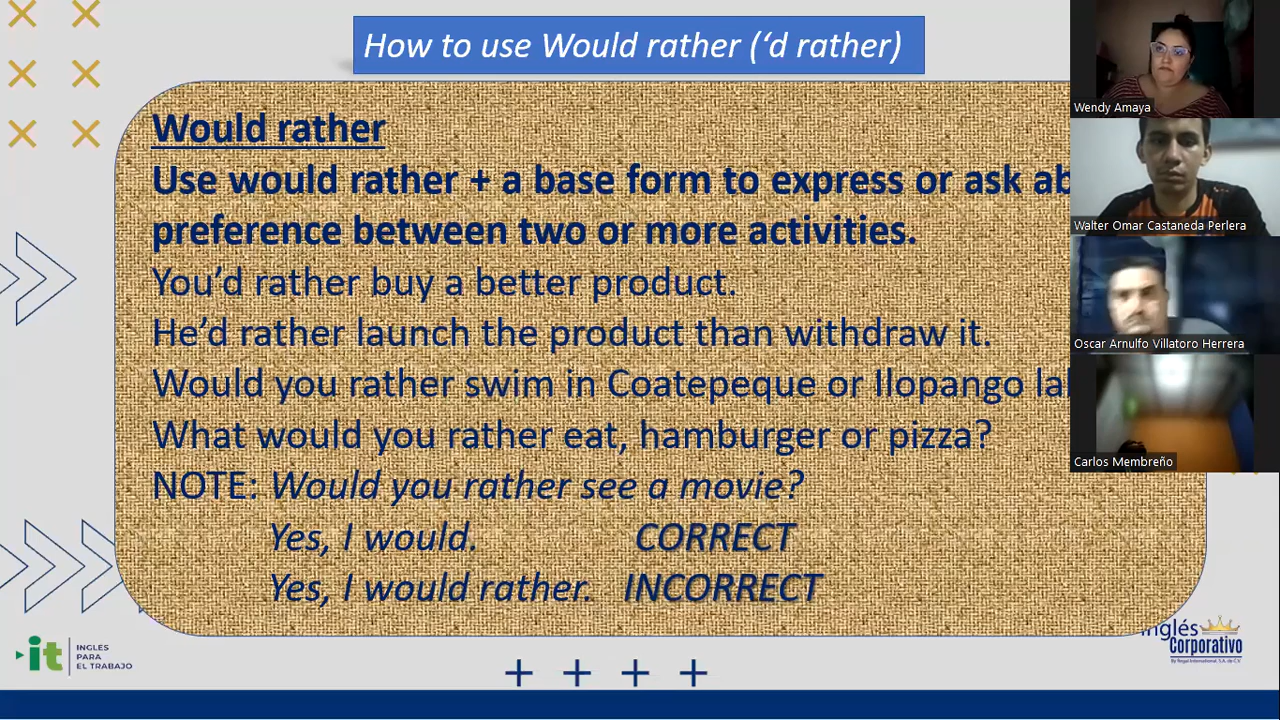 How to use Would rather (‘d rather)
Would rather
Use would rather + a base form to express or ask
preference between two or more activities.
You’d rather buy a better product.
He’d rather launch the product than withdraw it.
Would you rather swim in Coatepeque or Ilopango
What would you rather eat, hamburger or pizza?
NOTE: Would you rather see a movie?
Yes, I would. CORRECT
Yes, I would rather. INCORRECT
Wendy Amaya
Walter Omar Castaneda Perlera
Oscar Arnulfo Villatoro Herrera
Carlos Membreño
it
INGLES
PARA
EL TRABAJO
Inglés
Corporativo